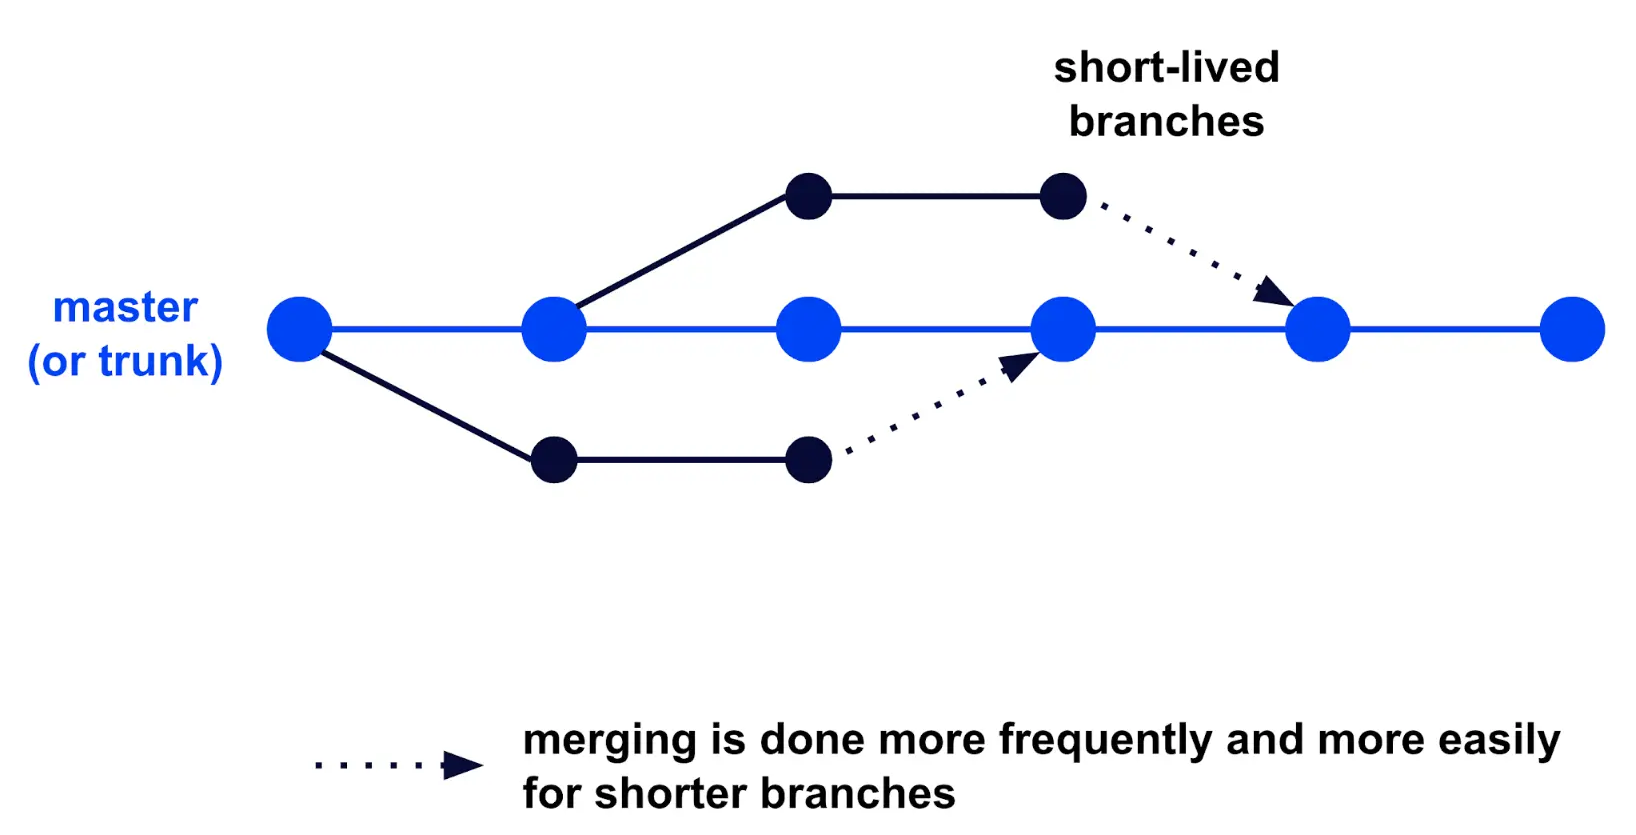 short-lived
branches
master
(or trunk)
merging is done more frequently and more easily
for shorter branches